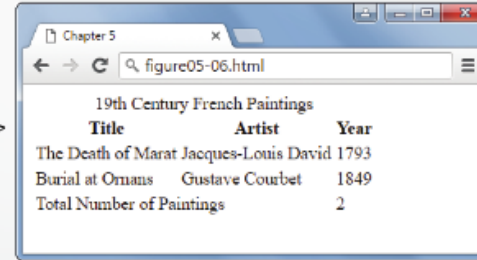 Chapter 5
figure05-06.html
19th Century French Paintings
Title Artist Year
The Death of Marat Jacques-Louis David 1793
Burial at Ornans Gustave Courbet 1849
Total Number of Paintings 2